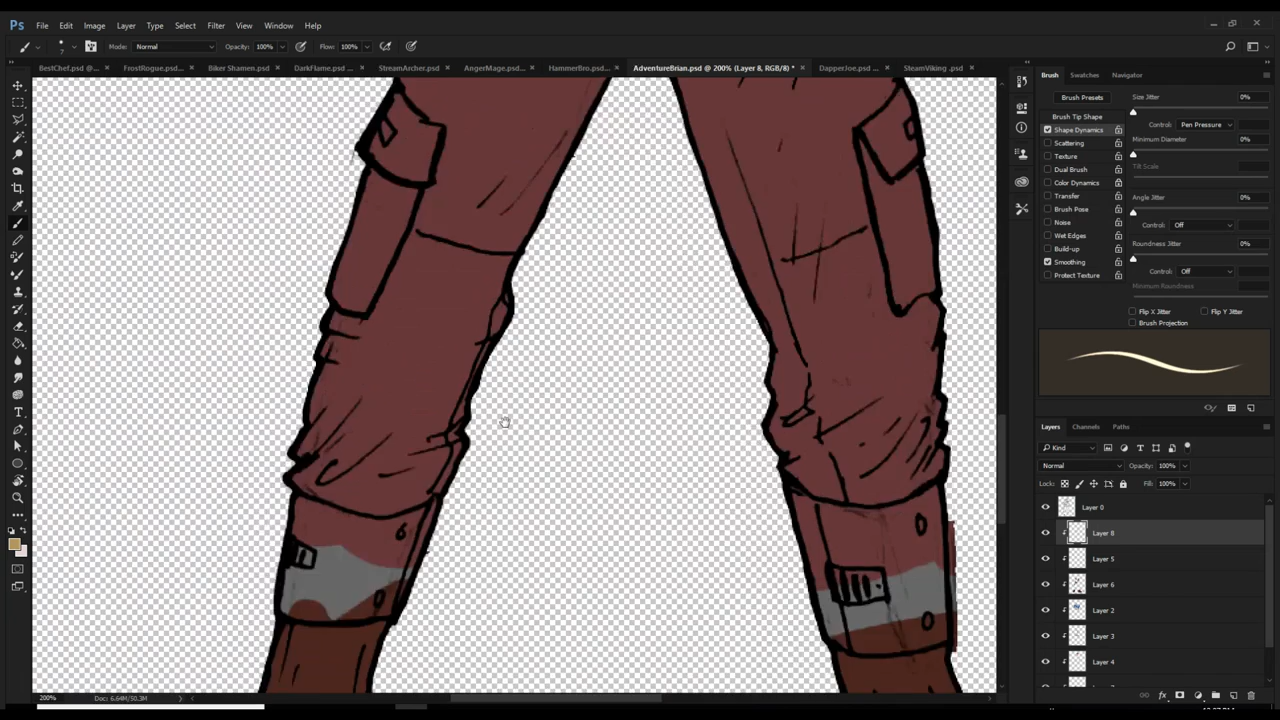 Ps File Edit Image Layer Type Select Filter View Window Help
7 Mode: Normal Opacity: 100% Flow: 100%
BestChef.psd @... × FrostRogue.psd... × Biker Shamen.psd × DarkFlame.psd ... × StreamArcher.psd × AngerMage.psd... × HammerBro.psd... × AdventureBrian.psd @ 200% (Layer 8, RGB/8) * × DapperJoe.psd ... × SteamViking .psd ×
Brush Swatches Navigator
Brush Presets
Size Jitter 0%
Brush Tip Shape
Control: Pen Pressure
Shape Dynamics
Minimum Diameter 0%
Scattering
Texture
Tilt Scale
Dual Brush
Color Dynamics
Angle Jitter 0%
Transfer
Brush Pose
Control: Off
Noise
Wet Edges
Roundness Jitter 0%
Build-up
Smoothing
Control: Off
Protect Texture
Minimum Roundness
Flip X Jitter Flip Y Jitter
Brush Projection
Layers Channels Paths
Kind
Normal Opacity: 100%
Lock: Fill: 100%
Layer 0
Layer 8
Layer 5
Layer 6
Layer 2
Layer 3
Layer 4
200% Doc: 6.64M/50.3M